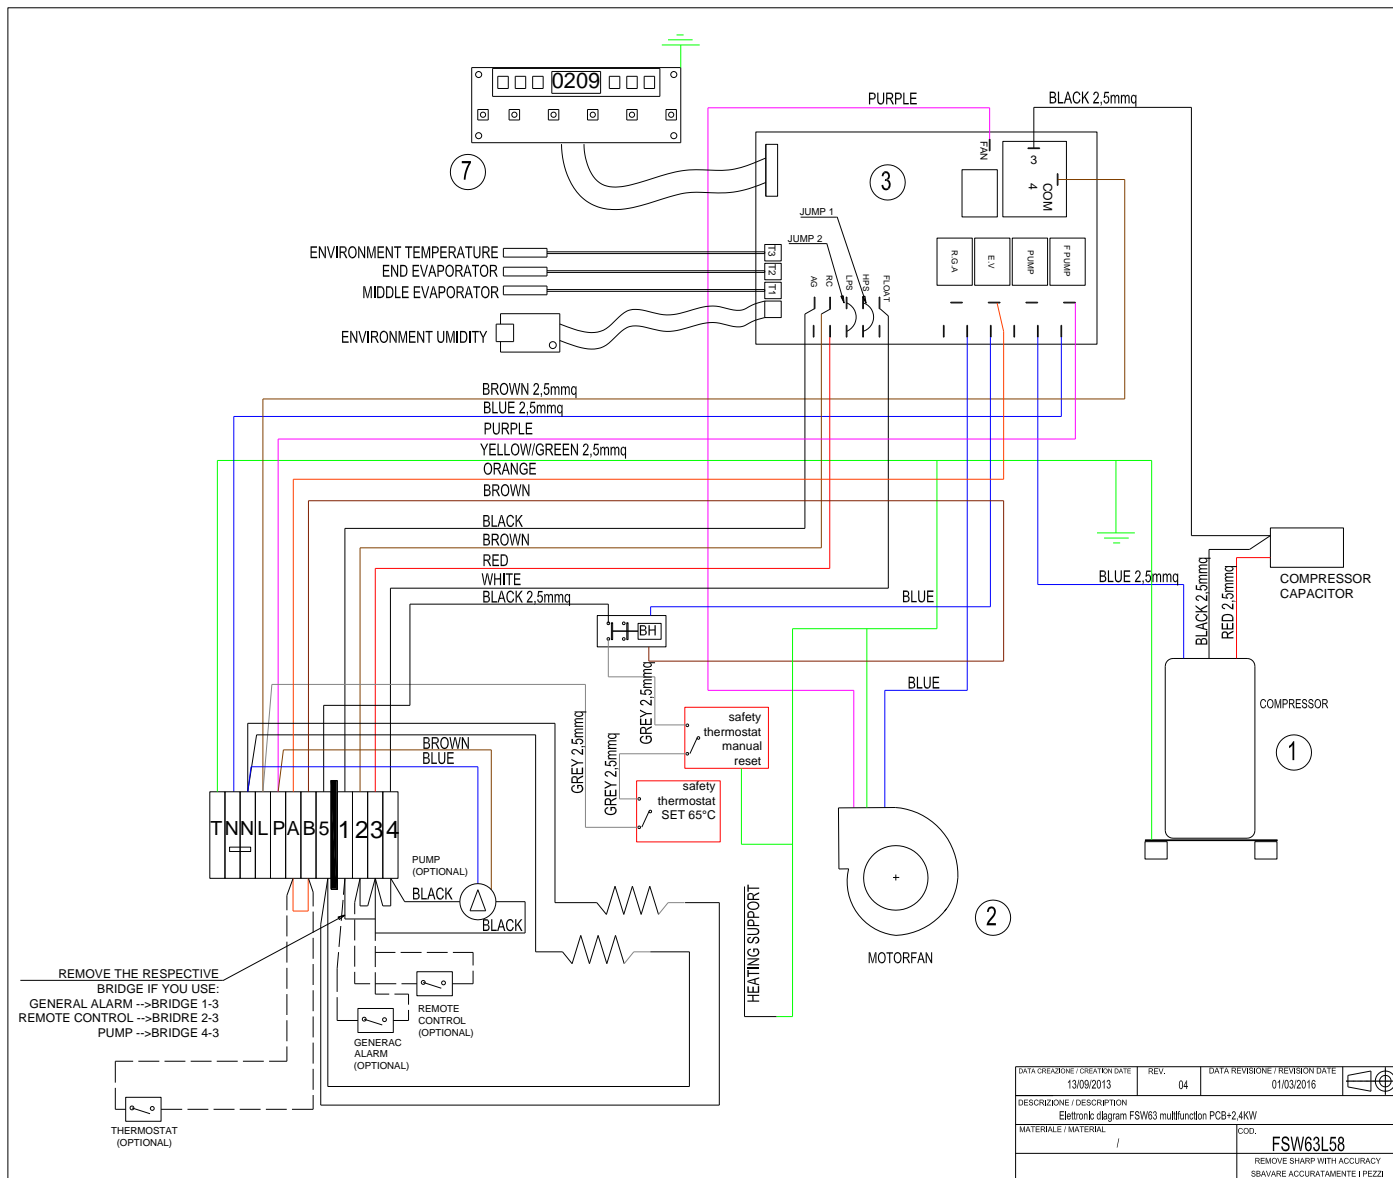 0209
7
PURPLE
BLACK 2,5mmq
FAN
3
4
COM
3
JUMP 1
JUMP 2
ENVIRONMENT TEMPERATURE
T3
END EVAPORATOR
T2
MIDDLE EVAPORATOR
T1
ENVIRONMENT UMIDITY
AG
RC
LPS
HPS
FLOAT
R.G.A
E.V
PUMP
F PUMP
BROWN 2,5mmq
BLUE 2,5mmq
PURPLE
YELLOW/GREEN 2,5mmq
ORANGE
BROWN
BLACK
BROWN
RED
WHITE
BLACK 2,5mmq
BLUE
BH
BLUE 2,5mmq
BLACK 2,5mmq
RED 2,5mmq
COMPRESSOR
CAPACITOR
GREY 2,5mmq
GREY 2,5mmq
GREY 2,5mmq
BLUE
COMPRESSOR
1
safety
thermostat
manual
reset
safety
thermostat
SET 65°C
BROWN
BLUE
T N N L P A B 5 1 2 3 4
PUMP
(OPTIONAL)
BLACK
BLACK
2
MOTORFAN
HEATING SUPPORT
REMOVE THE RESPECTIVE
BRIDGE IF YOU USE:
GENERAL ALARM -->BRIDGE 1-3
REMOTE CONTROL -->BRIDRE 2-3
PUMP -->BRIDGE 4-3
REMOTE
CONTROL
(OPTIONAL)
GENERAC
ALARM
(OPTIONAL)
THERMOSTAT
(OPTIONAL)
DATA CREAZIONE / CREATION DATE
13/09/2013
REV.
04
DATA REVISIONE / REVISION DATE
01/03/2016
DESCRIZIONE / DESCRIPTION
Elettronic diagram FSW63 multifunction PCB+2,4KW
MATERIALE / MATERIAL
/
COD.
FSW63L58
REMOVE SHARP WITH ACCURACY
SBAVARE ACCURATAMENTE I PEZZI